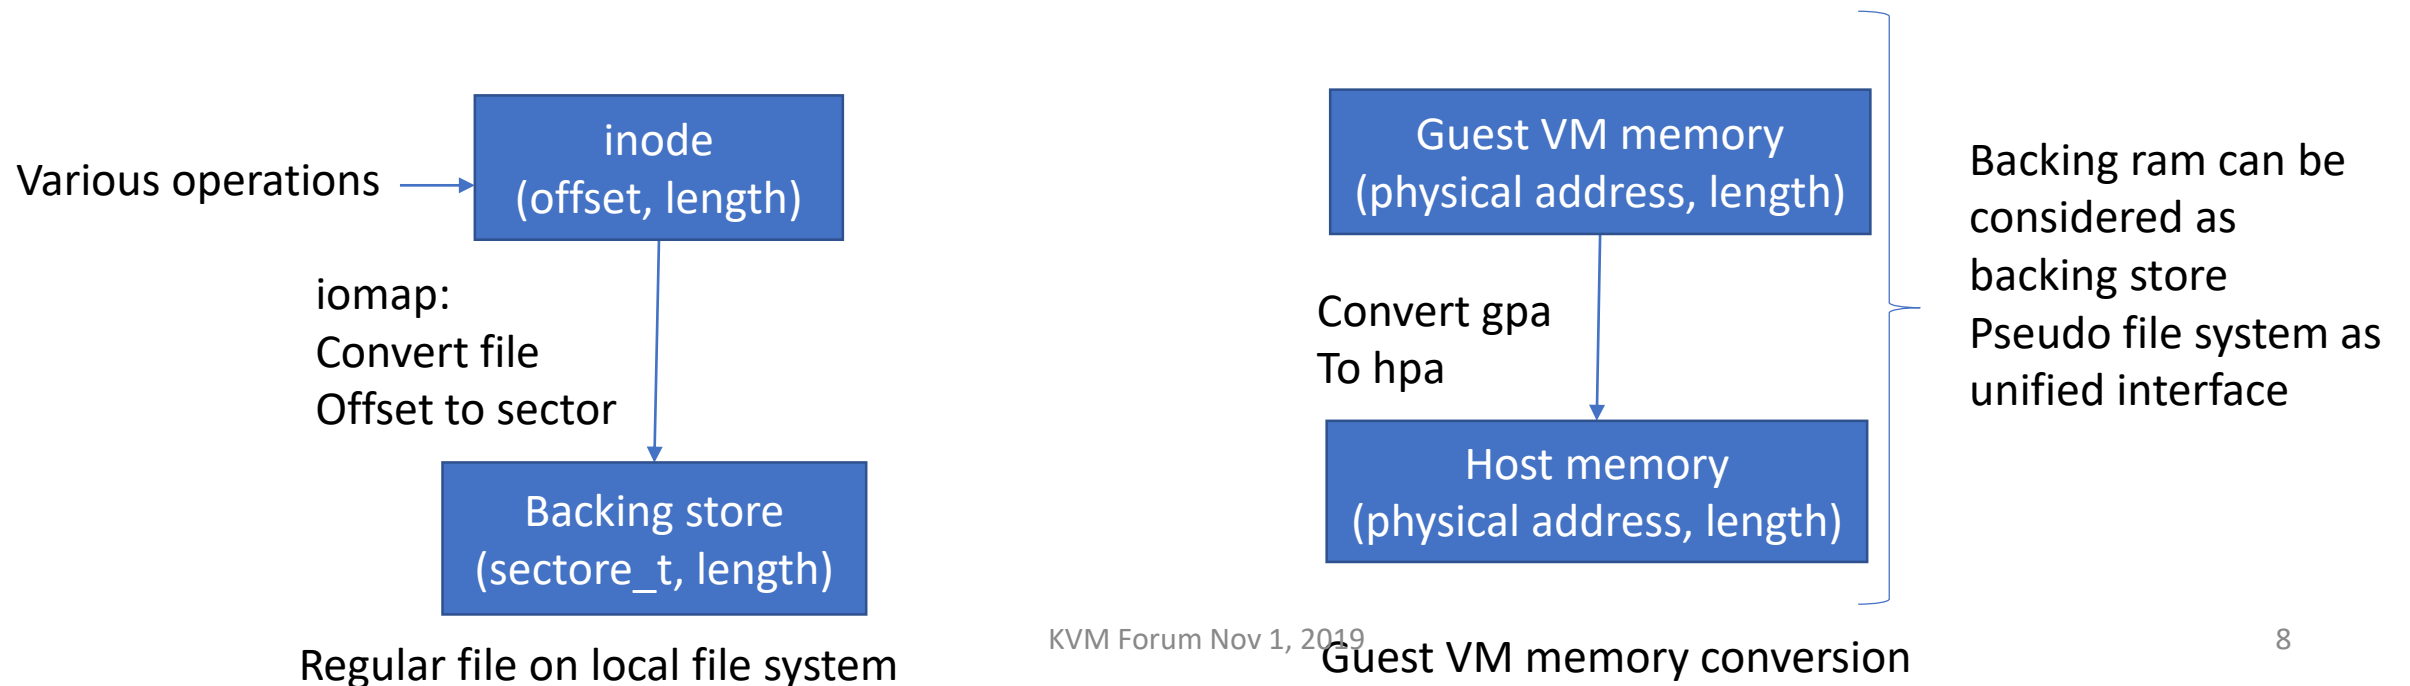 Various operations
inode
(offset, length)
iomap:
Convert file
Offset to sector
Backing store
(sectore_t, length)
Regular file on local file system
Guest VM memory
(physical address, length)
Convert gpa
To hpa
Host memory
(physical address, length)
Guest VM memory conversion
Backing ram can be
considered as
backing store
Pseudo file system as
unified interface
KVM Forum Nov 1, 2019
8